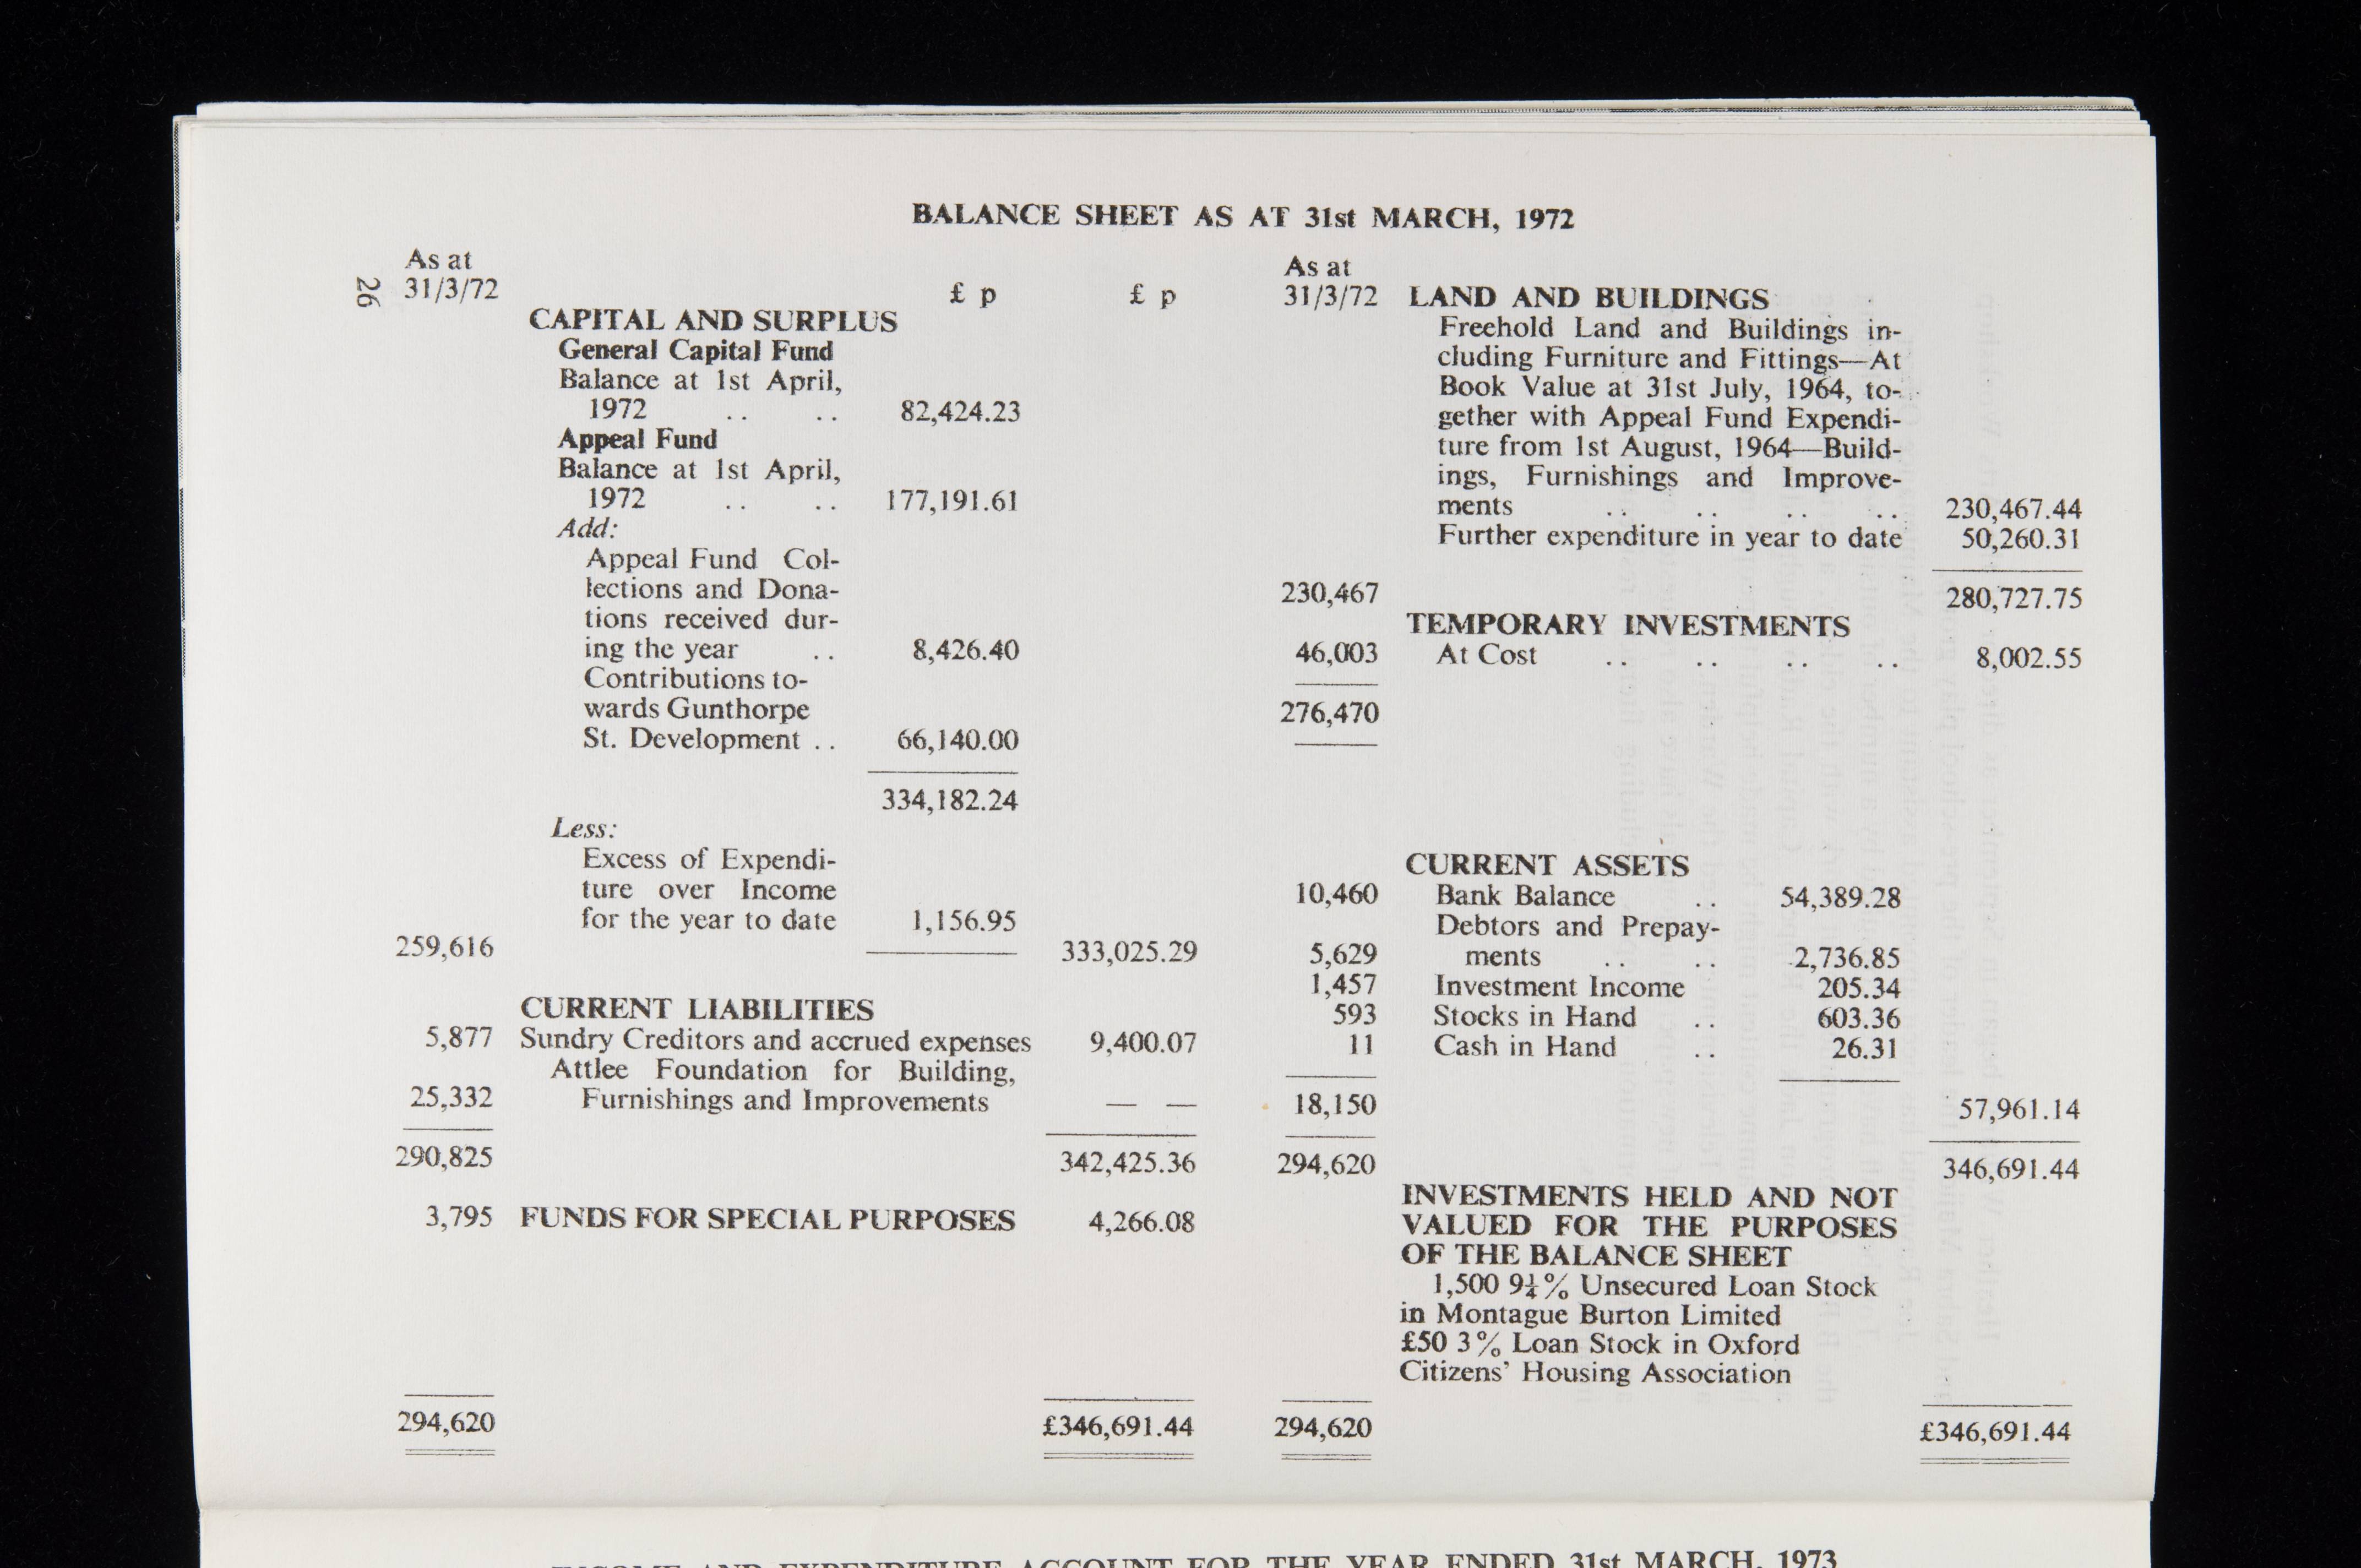 BALANCE SHEET AS AT 31st MARCH, 1972
26
As at
31/3/72
£ p £ p
CAPITAL AND SURPLUS
General Capital Fund
Balance at 1st April,
1972 .. .. 82,424.23
Appeal Fund
Balance at 1st April,
1972 .. .. 177,191.61
Add:
Appeal Fund Col-
lections and Dona-
tions received dur-
ing the year .. 8,426.40
Contributions to-
wards Gunthorpe
St. Development .. 66,140.00
334,182.24
Less:
Excess of Expendi-
ture over Income
for the year to date 1,156.95
259,616 333,025.29
CURRENT LIABILITIES
5,877 Sundry Creditors and accrued expenses 9,400.07
Attlee Foundation for Building,
25,332 Furnishings and Improvements — —
290,825 342,425.36
3,795 FUNDS FOR SPECIAL PURPOSES 4,266.08
294,620 £346,691.44
As at
31/3/72 LAND AND BUILDINGS
Freehold Land and Buildings in-
cluding Furniture and Fittings—At
Book Value at 31st July, 1964, to-
gether with Appeal Fund Expendi-
ture from 1st August, 1964—Build-
ings, Furnishings and Improve-
ments .. .. .. .. 230,467.44
Further expenditure in year to date 50,260.31
230,467 280,727.75
TEMPORARY INVESTMENTS
46,003 At Cost .. .. .. .. 8,002.55
276,470
CURRENT ASSETS
10,460 Bank Balance .. 54,389.28
Debtors and Prepay-
5,629 ments .. .. 2,736.85
1,457 Investment Income 205.34
593 Stocks in Hand .. 603.36
11 Cash in Hand .. 26.31
18,150 57,961.14
294,620 346,691.44
INVESTMENTS HELD AND NOT
VALUED FOR THE PURPOSES
OF THE BALANCE SHEET
1,500 9¼% Unsecured Loan Stock
in Montague Burton Limited
£50 3% Loan Stock in Oxford
Citizens' Housing Association
294,620 £346,691.44
INCOME AND EXPENDITURE ACCOUNT FOR THE YEAR ENDED 31st MARCH, 1973